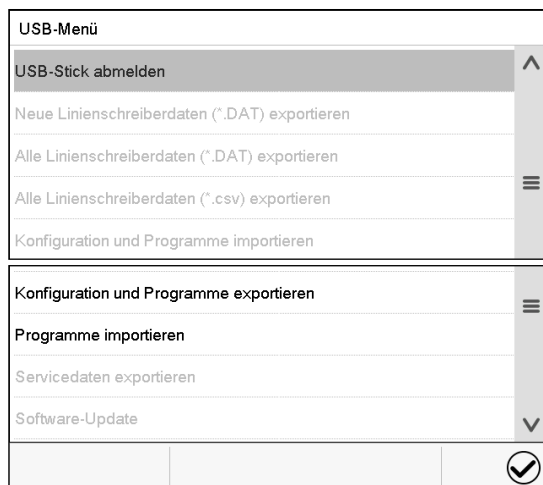 USB-Menü
USB-Stick abmelden
Neue Linienschreiberdaten (*.DAT) exportieren
Alle Linienschreiberdaten (*.DAT) exportieren
Alle Linienschreiberdaten (*.csv) exportieren
Konfiguration und Programme importieren
Konfiguration und Programme exportieren
Programme importieren
Servicedaten exportieren
Software-Update